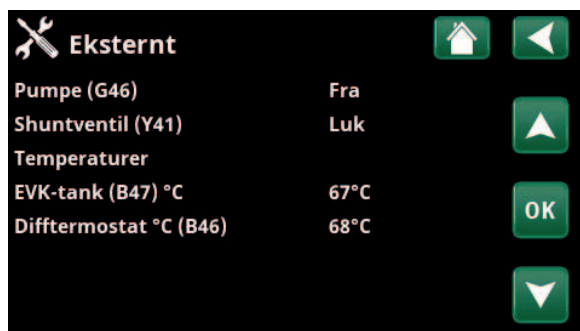 Eksternt
Pumpe (G46) Fra
Shuntventil (Y41) Luk
Temperaturer
EVK-tank (B47) °C 67°C
Difftermostat °C (B46) 68°C
OK